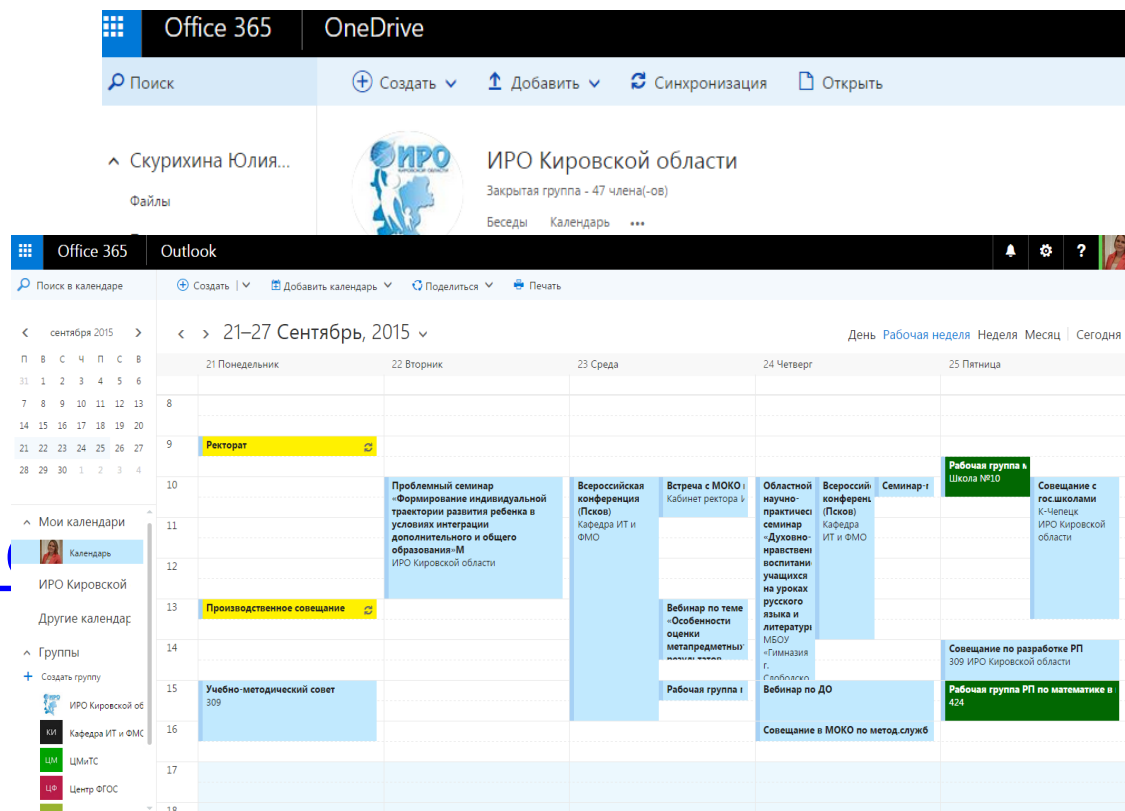 Office 365 OneDrive
Поиск Создать Добавить Синхронизация Открыть
Скурихина Юлия...
Файлы
ИРО
КИРОВСКОЙ ОБЛАСТИ
ИРО Кировской области
Закрытая группа - 47 члена(-ов)
Беседы Календарь •••
Office 365 Outlook ?
Поиск в календаре Создать Добавить календарь Поделиться Печать
сентября 2015
П В С Ч П С В
31 1 2 3 4 5 6
7 8 9 10 11 12 13
14 15 16 17 18 19 20
21 22 23 24 25 26 27
28 29 30 1 2 3 4
Мои календари
Календарь
ИРО Кировской
Другие календар
Группы
+ Создать группу
ИРО Кировской об
КИ Кафедра ИТ и ФМО
ЦМ ЦМиТС
ЦФ Центр ФГОС
21–27 Сентябрь, 2015
День Рабочая неделя Неделя Месяц Сегодня
21 Понедельник 22 Вторник 23 Среда 24 Четверг 25 Пятница
8
9
10
11
12
13
14
15
16
17
18
Ректорат
Производственное совещание
Учебно-методический совет
309
Проблемный семинар
«Формирование индивидуальной
траектории развития ребенка в
условиях интеграции
дополнительного и общего
образования»М
ИРО Кировской области
Всероссийская
конференция
(Псков)
Кафедра ИТ и
ФМО
Встреча с МОКО
Кабинет ректора И
Вебинар по теме
«Особенности
оценки
метапредметных
результатов
Рабочая группа
Областной
научно-
практичес
семинар
«Духовно-
нравствен
воспитани
учащихся
на уроках
русского
языка и
литератур
МБОУ
«Гимназия
г.
Слободско
Всероссий
конферен
(Псков)
Кафедра
ИТ и ФМО
Семинар-
Вебинар по ДО
Совещание в МОКО по метод.служб
Рабочая группа
Школа №10
Совещание с
гос.школами
К-Чепецк
ИРО Кировской
области
Совещание по разработке РП
309 ИРО Кировской области
Рабочая группа РП по математике в
424